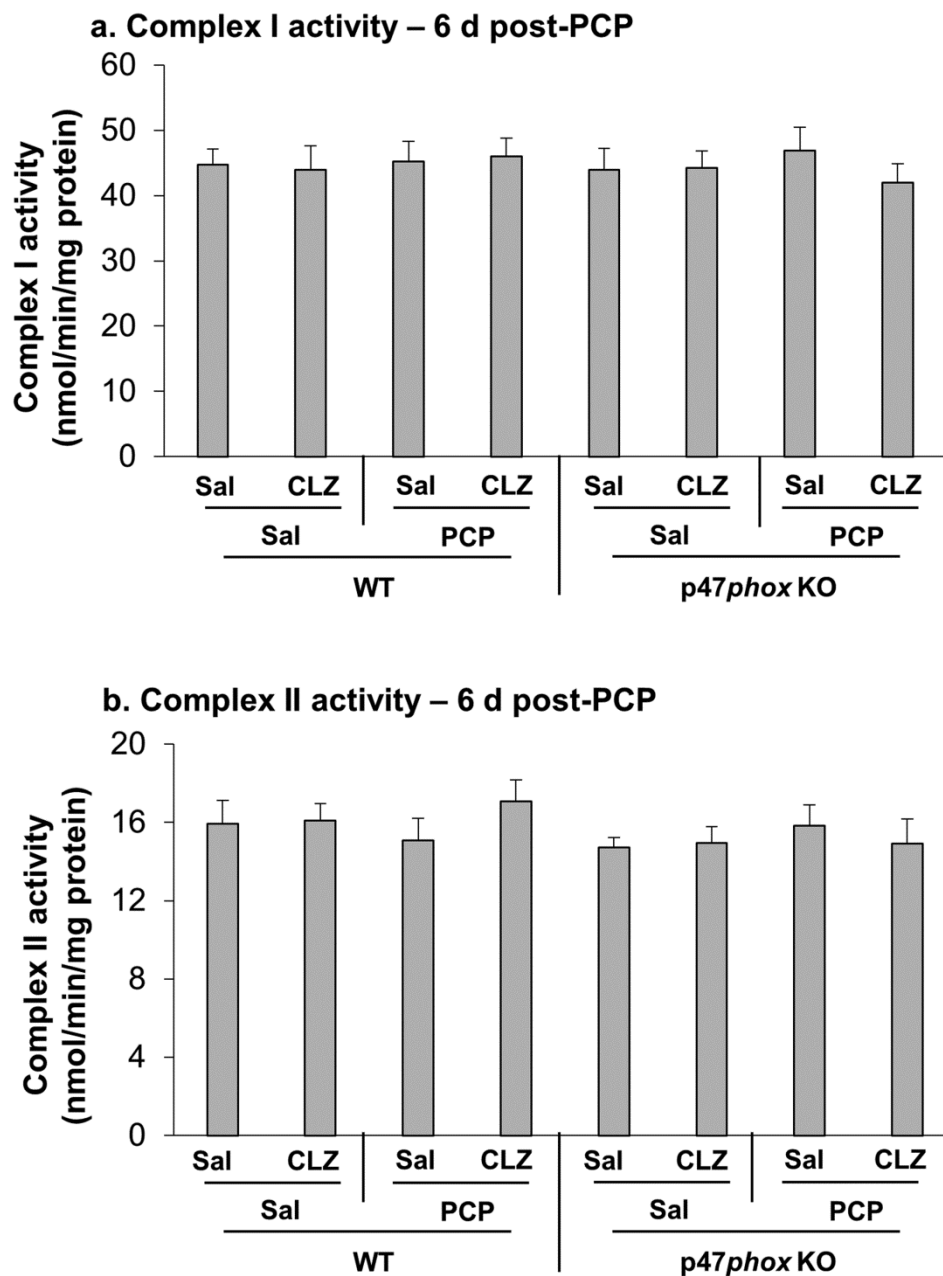 a. Complex I activity – 6 d post-PCP
Complex I activity
(nmol/min/mg protein)
60
50
40
30
20
10
0
Sal CLZ Sal CLZ Sal CLZ Sal CLZ
Sal PCP Sal PCP
WT p47phox KO
b. Complex II activity – 6 d post-PCP
Complex II activity
(nmol/min/mg protein)
20
16
12
8
4
0
Sal CLZ Sal CLZ Sal CLZ Sal CLZ
Sal PCP Sal PCP
WT p47phox KO